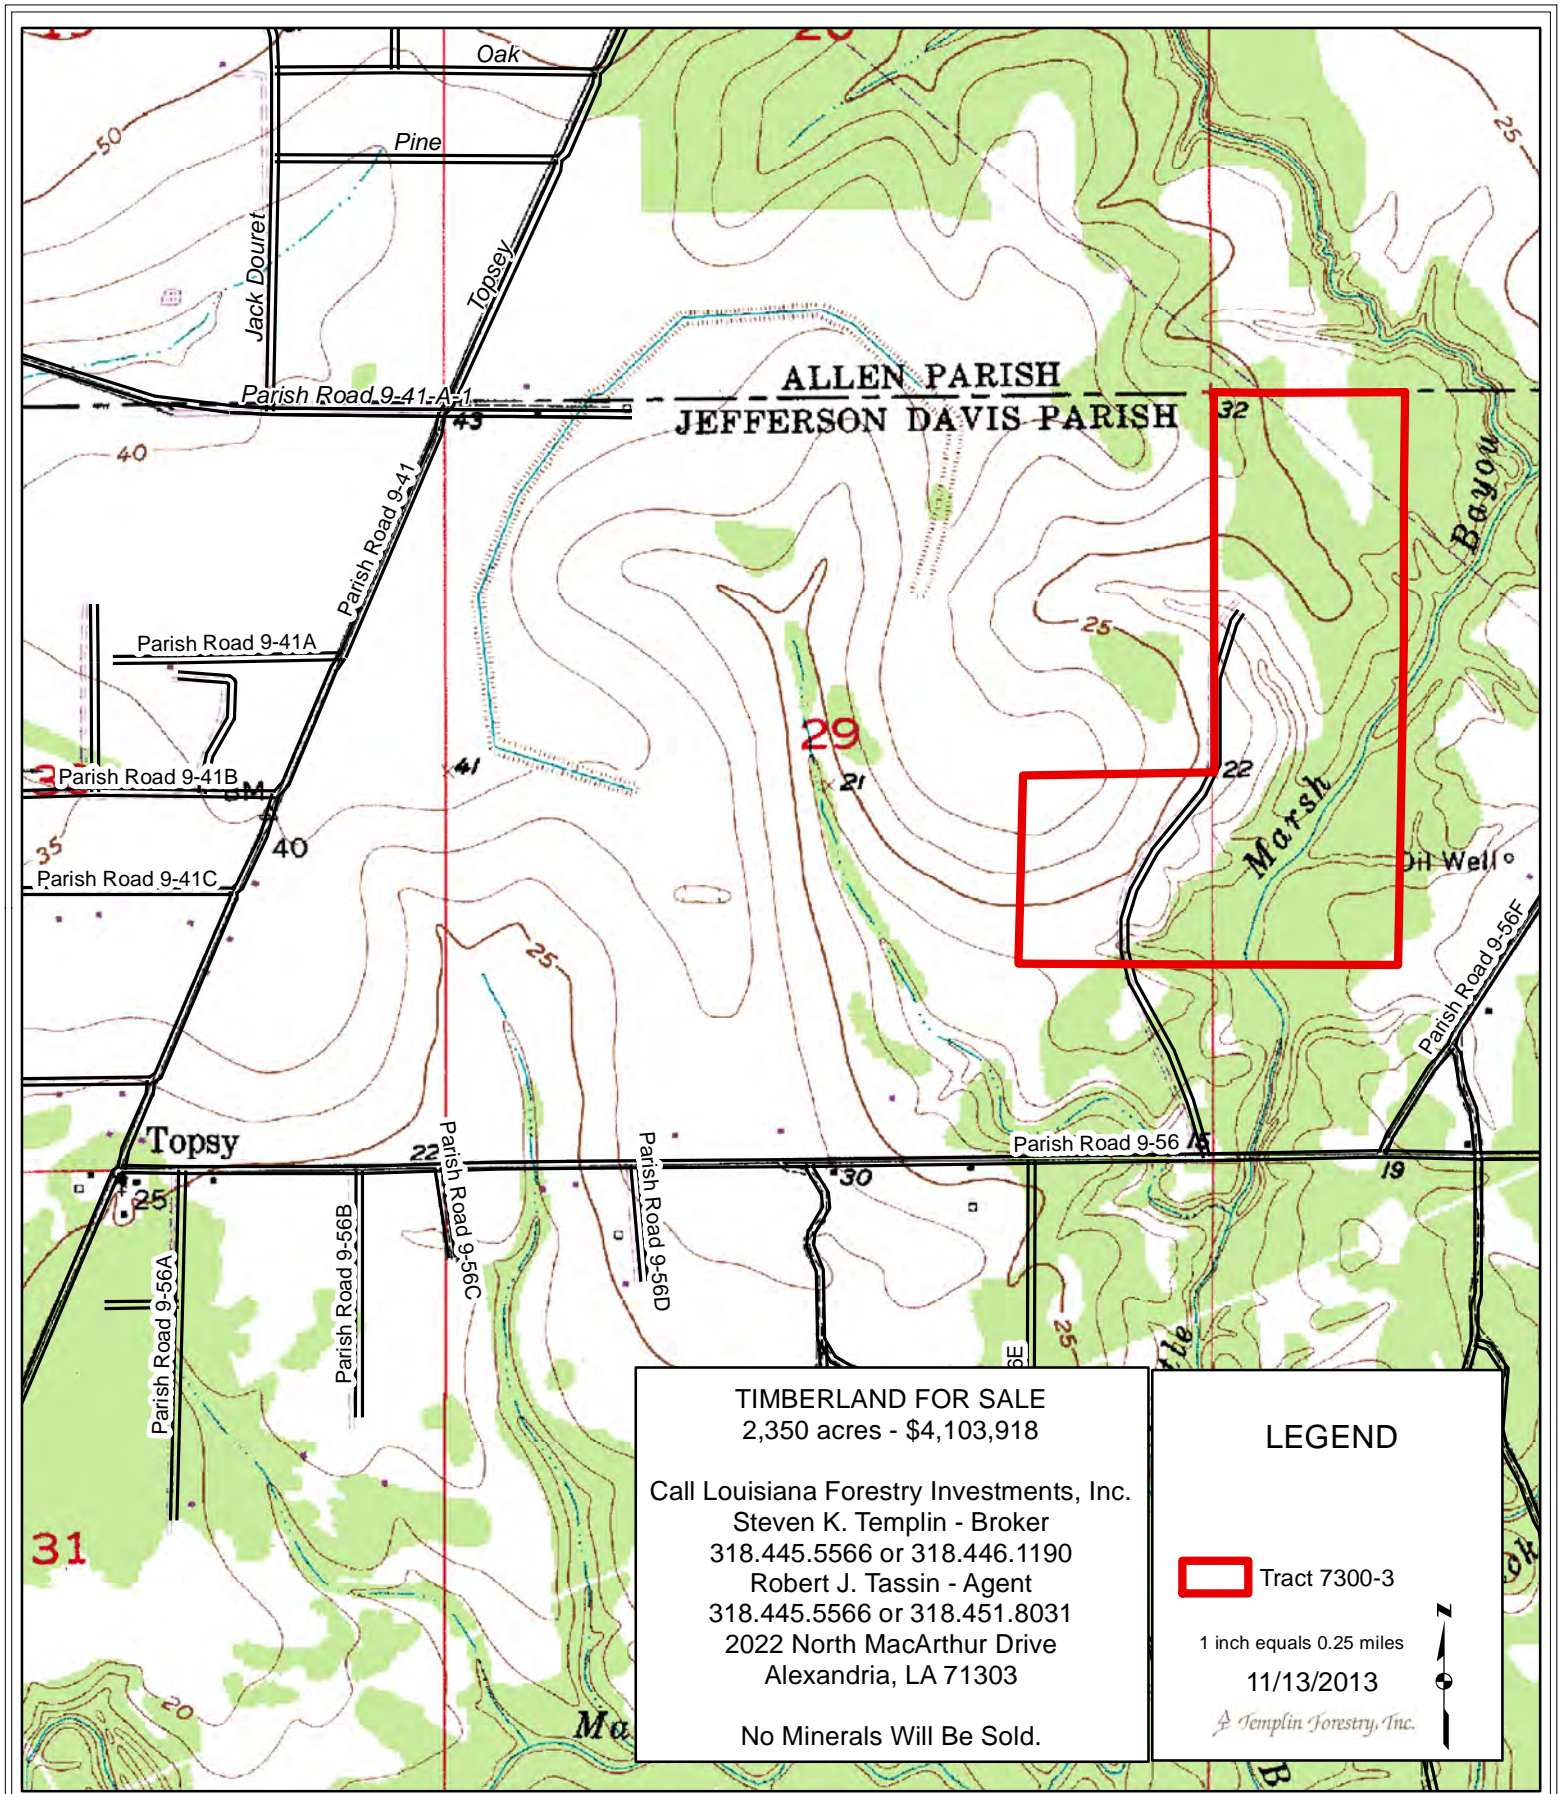 Oak
50
25
Pine
Jack Douret
Topsey
ALLEN PARISH
Parish Road 9-41-A-1
JEFFERSON DAVIS PARISH
43
32
40
Parish Road 9-41
Bayou
Parish Road 9-41A
25
29
Parish Road 9-41B
41
21
22
M
Marsh
35
40
Oil Well
Parish Road 9-41C
Parish Road 9-56F
25
Topsy
22
Parish Road 9-56
15
30
19
25
Parish Road 9-56A
Parish Road 9-56B
Parish Road 9-56C
Parish Road 9-56D
6E
25
tle
31
20
Ma
ck
B
TIMBERLAND FOR SALE
2,350 acres - $4,103,918
Call Louisiana Forestry Investments, Inc.
Steven K. Templin - Broker
318.445.5566 or 318.446.1190
Robert J. Tassin - Agent
318.445.5566 or 318.451.8031
2022 North MacArthur Drive
Alexandria, LA 71303
No Minerals Will Be Sold.
LEGEND
Tract 7300-3
1 inch equals 0.25 miles
11/13/2013
Templin Forestry, Inc.
N